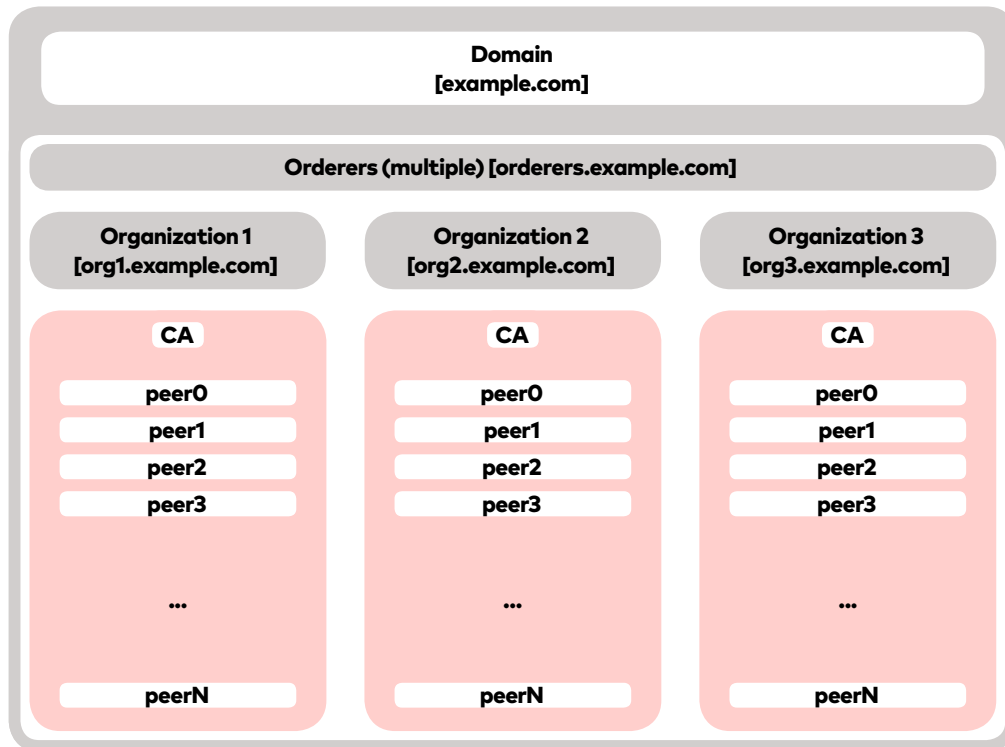 Domain
[example.com]
Orderers (multiple) [orderers.example.com]
Organization 1
[org1.example.com]
Organization 2
[org2.example.com]
Organization 3
[org3.example.com]
CA
peer0
peer1
peer2
peer3
...
peerN
CA
peer0
peer1
peer2
peer3
...
peerN
CA
peer0
peer1
peer2
peer3
...
peerN